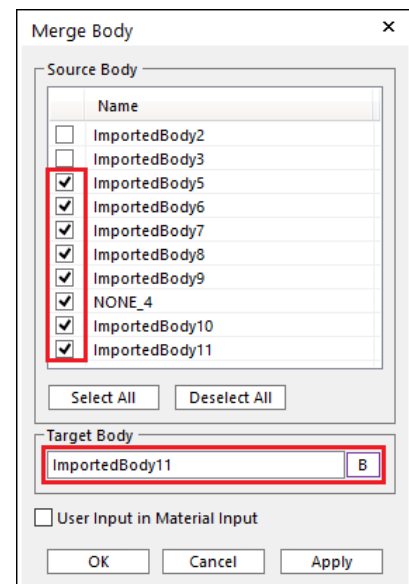 Merge Body
Source Body
Name
ImportedBody2
ImportedBody3
ImportedBody5
ImportedBody6
ImportedBody7
ImportedBody8
ImportedBody9
NONE_4
ImportedBody10
ImportedBody11
Select All Deselect All
Target Body
ImportedBody11 B
User Input in Material Input
OK Cancel Apply